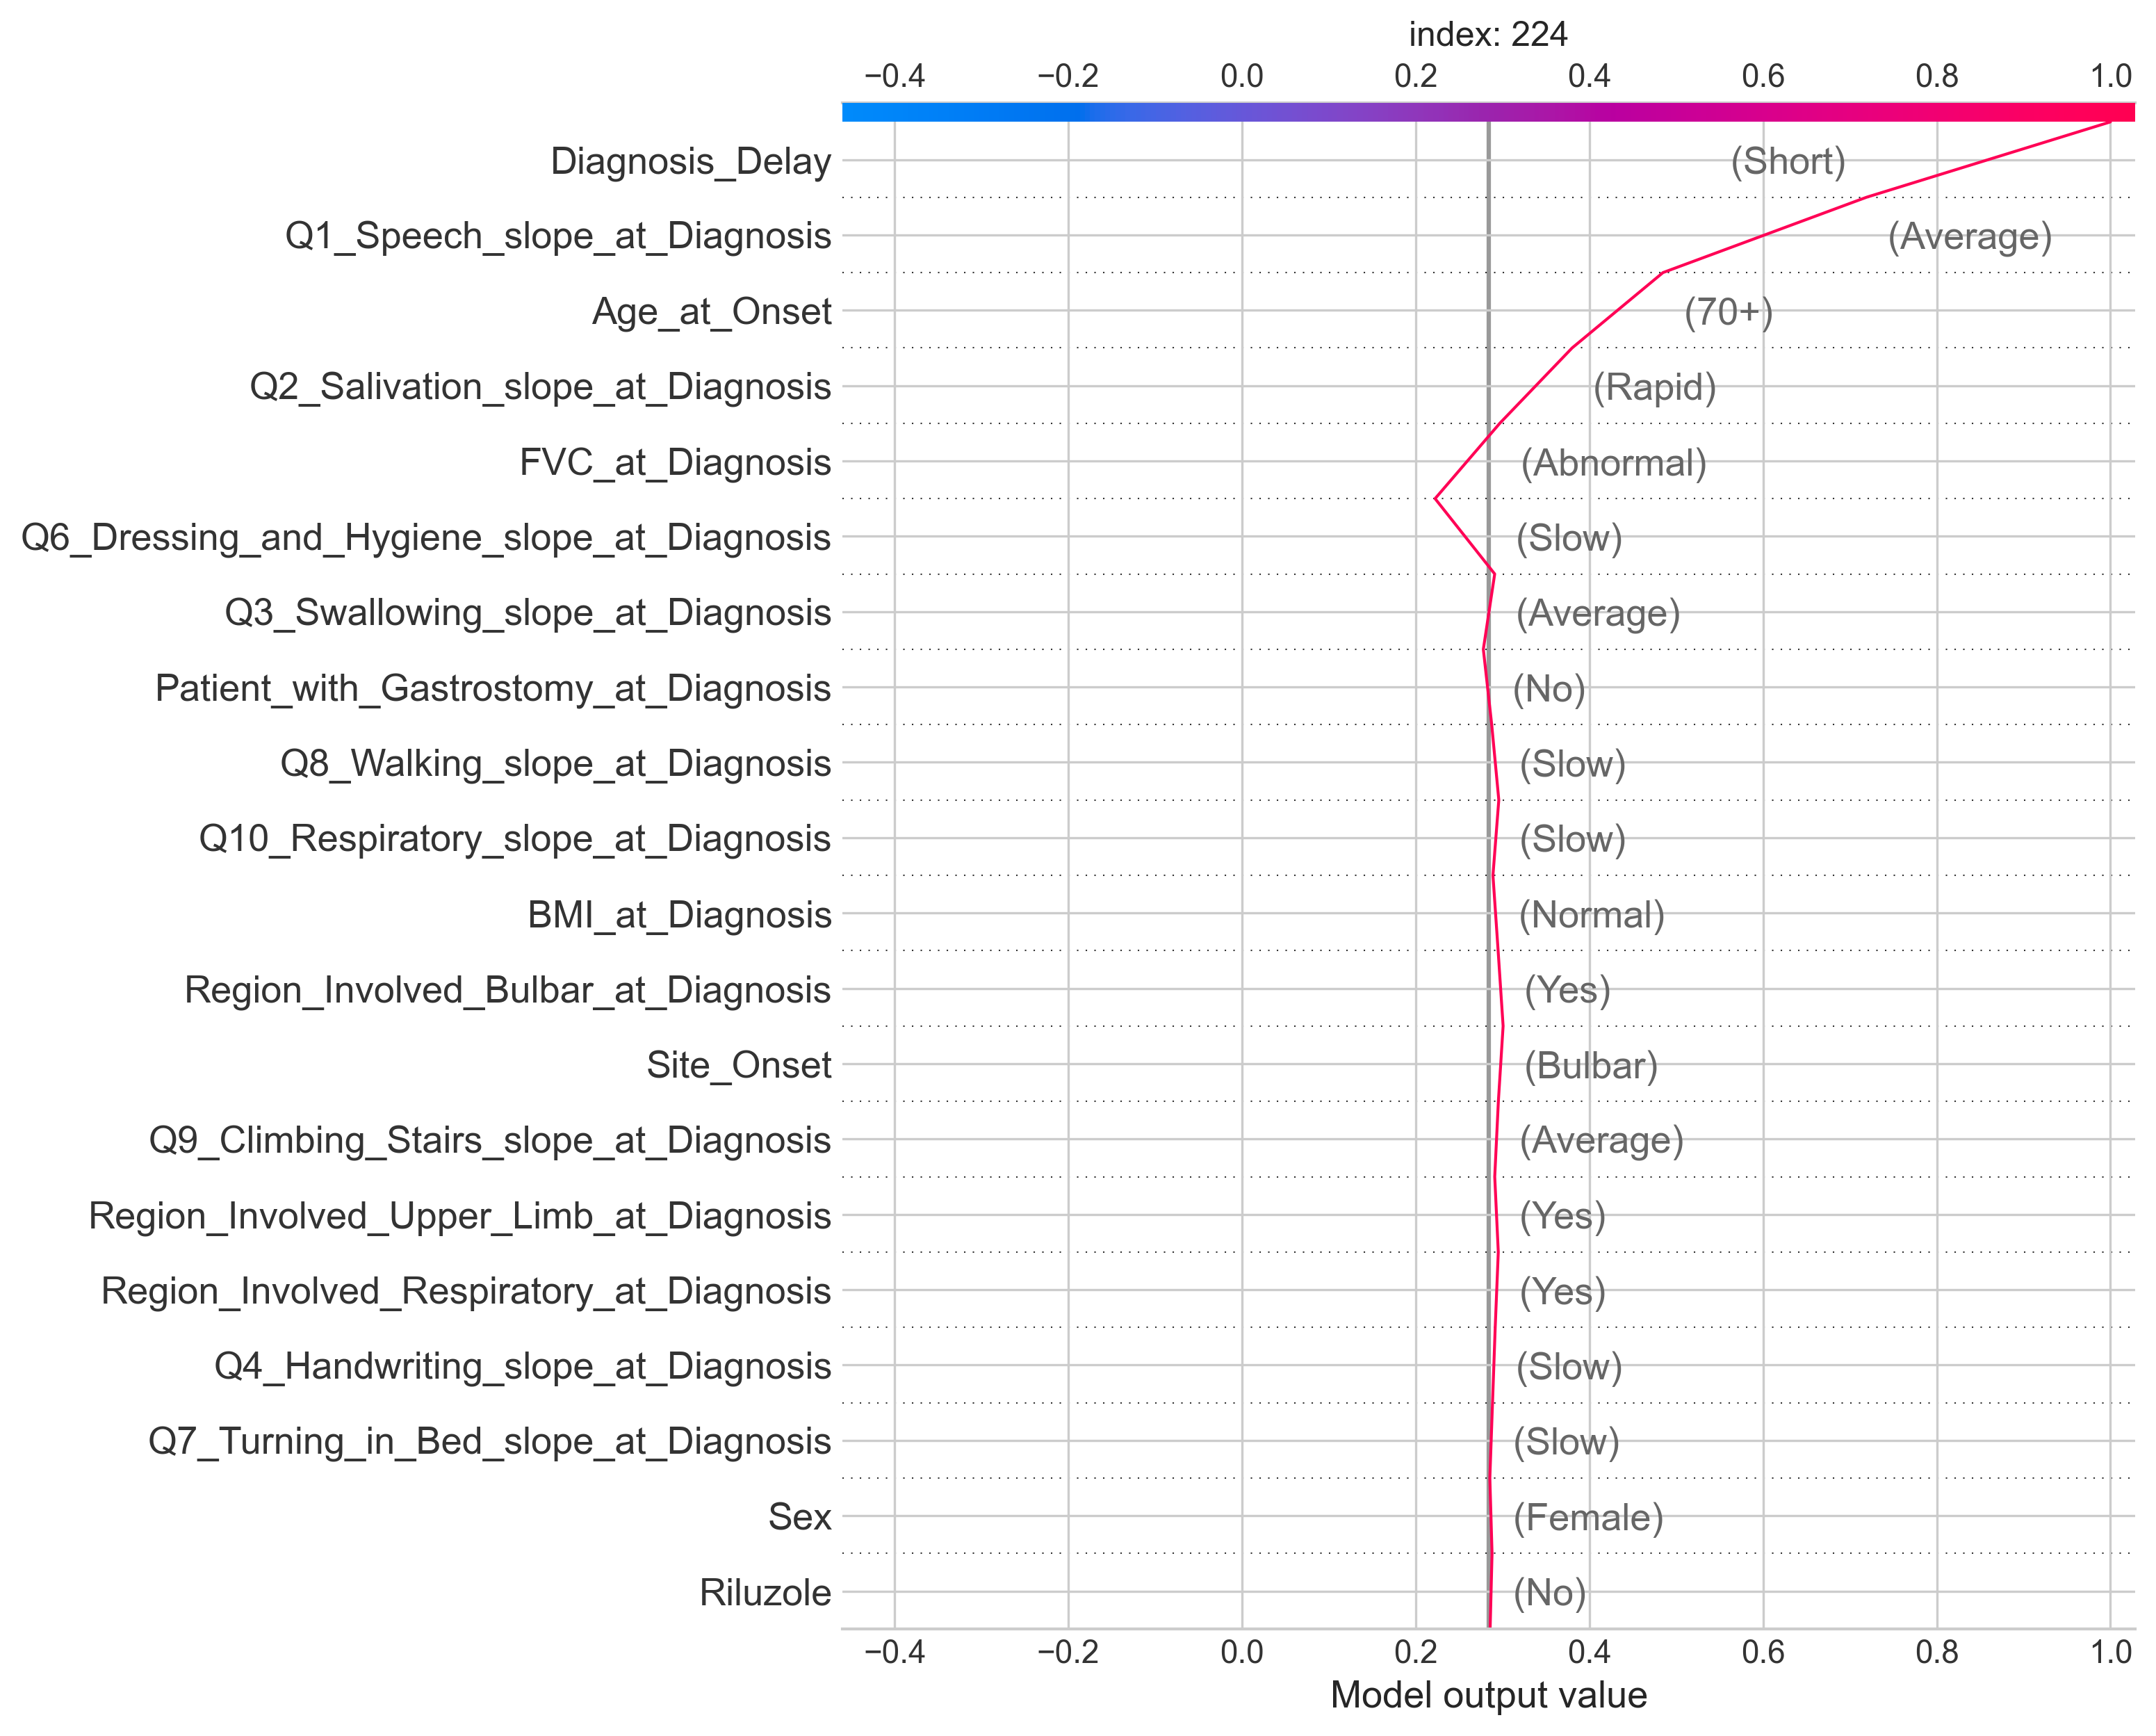 index: 224
−0.4 −0.2 0.0 0.2 0.4 0.6 0.8 1.0
Diagnosis_Delay (Short)
Q1_Speech_slope_at_Diagnosis (Average)
Age_at_Onset (70+)
Q2_Salivation_slope_at_Diagnosis (Rapid)
FVC_at_Diagnosis (Abnormal)
Q6_Dressing_and_Hygiene_slope_at_Diagnosis (Slow)
Q3_Swallowing_slope_at_Diagnosis (Average)
Patient_with_Gastrostomy_at_Diagnosis (No)
Q8_Walking_slope_at_Diagnosis (Slow)
Q10_Respiratory_slope_at_Diagnosis (Slow)
BMI_at_Diagnosis (Normal)
Region_Involved_Bulbar_at_Diagnosis (Yes)
Site_Onset (Bulbar)
Q9_Climbing_Stairs_slope_at_Diagnosis (Average)
Region_Involved_Upper_Limb_at_Diagnosis (Yes)
Region_Involved_Respiratory_at_Diagnosis (Yes)
Q4_Handwriting_slope_at_Diagnosis (Slow)
Q7_Turning_in_Bed_slope_at_Diagnosis (Slow)
Sex (Female)
Riluzole (No)
−0.4 −0.2 0.0 0.2 0.4 0.6 0.8 1.0
Model output value